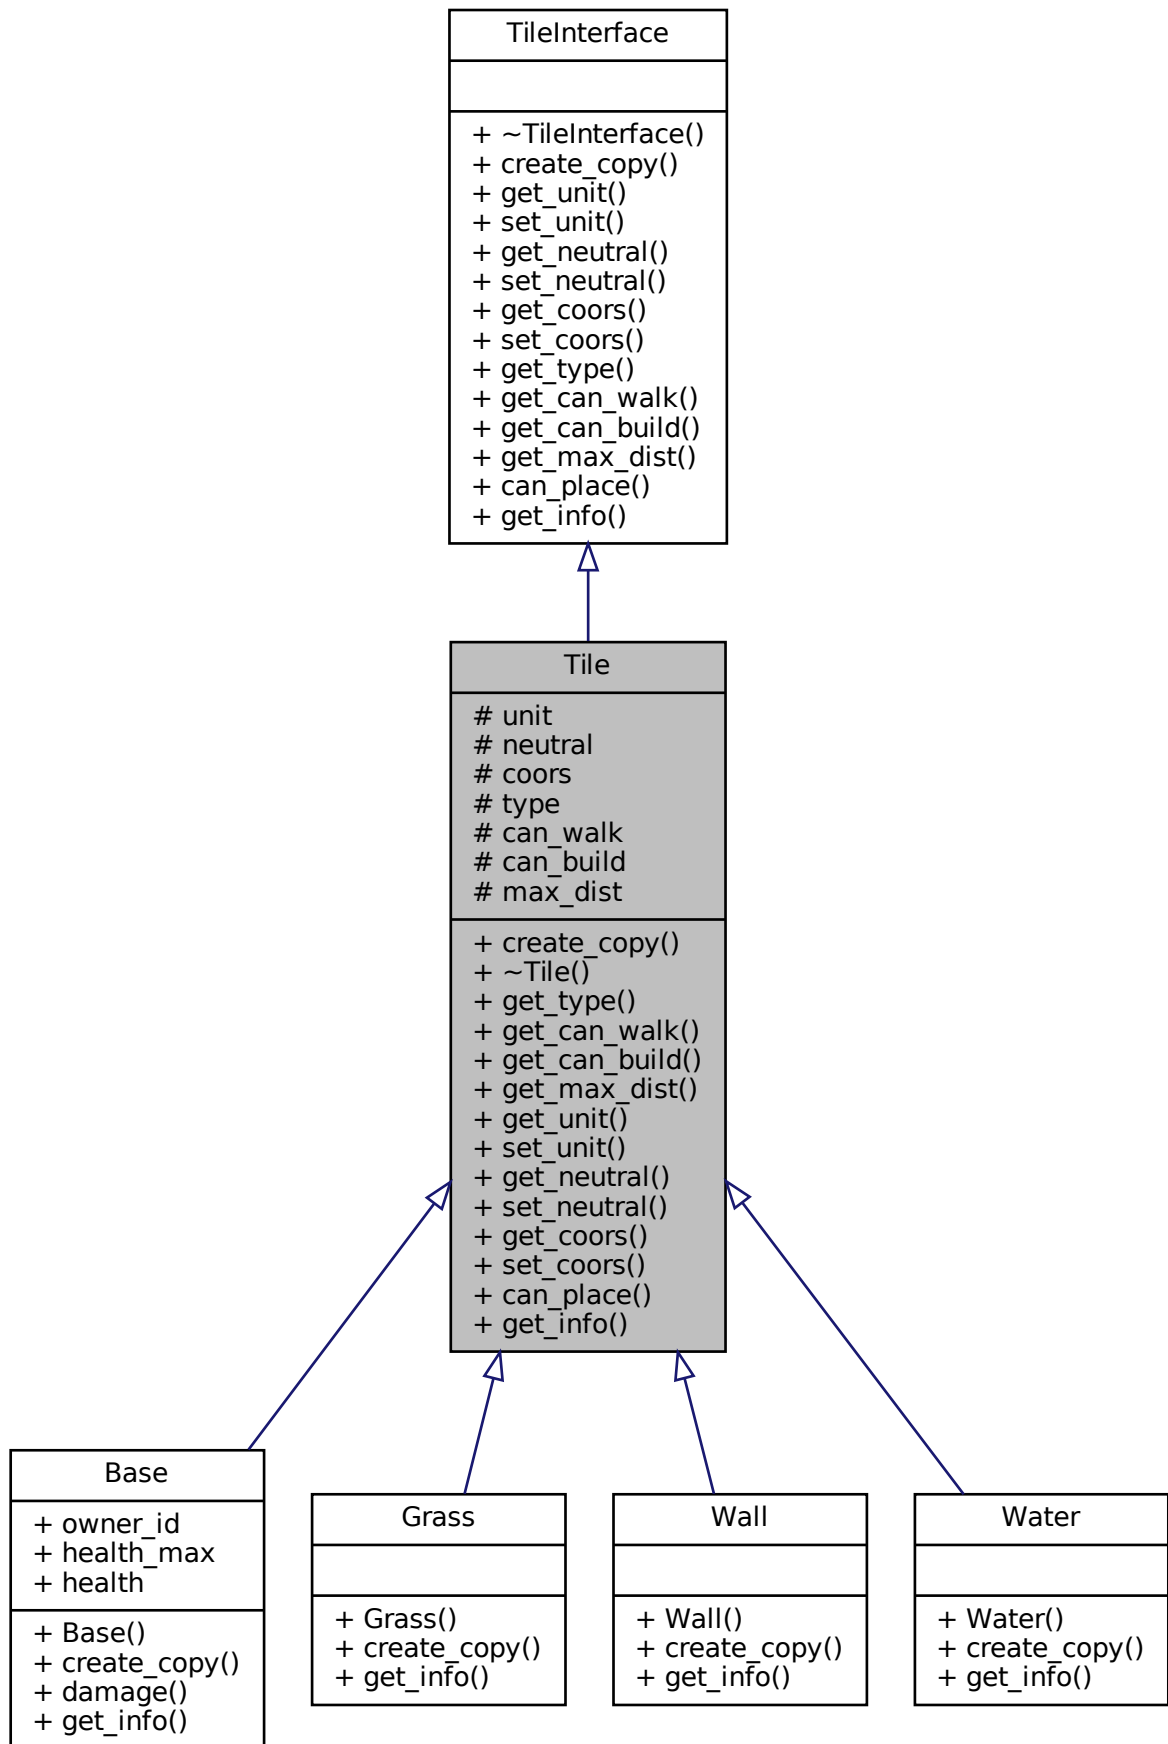 TileInterface
+ ~TileInterface()
+ create_copy()
+ get_unit()
+ set_unit()
+ get_neutral()
+ set_neutral()
+ get_coors()
+ set_coors()
+ get_type()
+ get_can_walk()
+ get_can_build()
+ get_max_dist()
+ can_place()
+ get_info()
Tile
# unit
# neutral
# coors
# type
# can_walk
# can_build
# max_dist
+ create_copy()
+ ~Tile()
+ get_type()
+ get_can_walk()
+ get_can_build()
+ get_max_dist()
+ get_unit()
+ set_unit()
+ get_neutral()
+ set_neutral()
+ get_coors()
+ set_coors()
+ can_place()
+ get_info()
Base
+ owner_id
+ health_max
+ health
+ Base()
+ create_copy()
+ damage()
+ get_info()
Grass
+ Grass()
+ create_copy()
+ get_info()
Wall
+ Wall()
+ create_copy()
+ get_info()
Water
+ Water()
+ create_copy()
+ get_info()